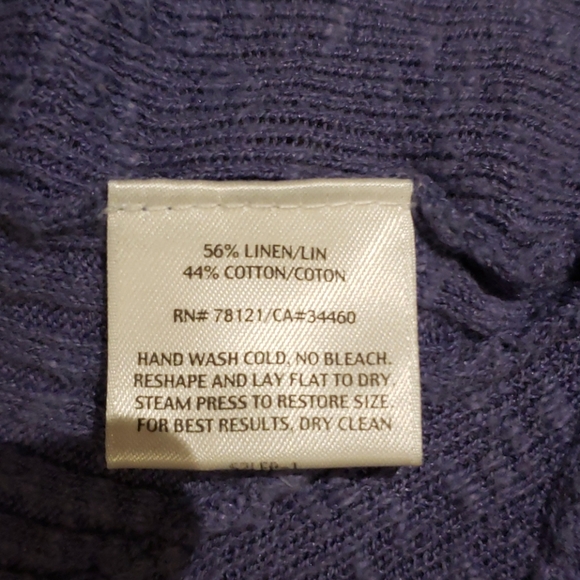 56% LINEN/LIN
44% COTTON/COTON
RN# 78121/CA#34460
HAND WASH COLD, NO BLEACH.
RESHAPE AND LAY FLAT TO DRY.
STEAM PRESS TO RESTORE SIZE.
FOR BEST RESULTS, DRY CLEAN